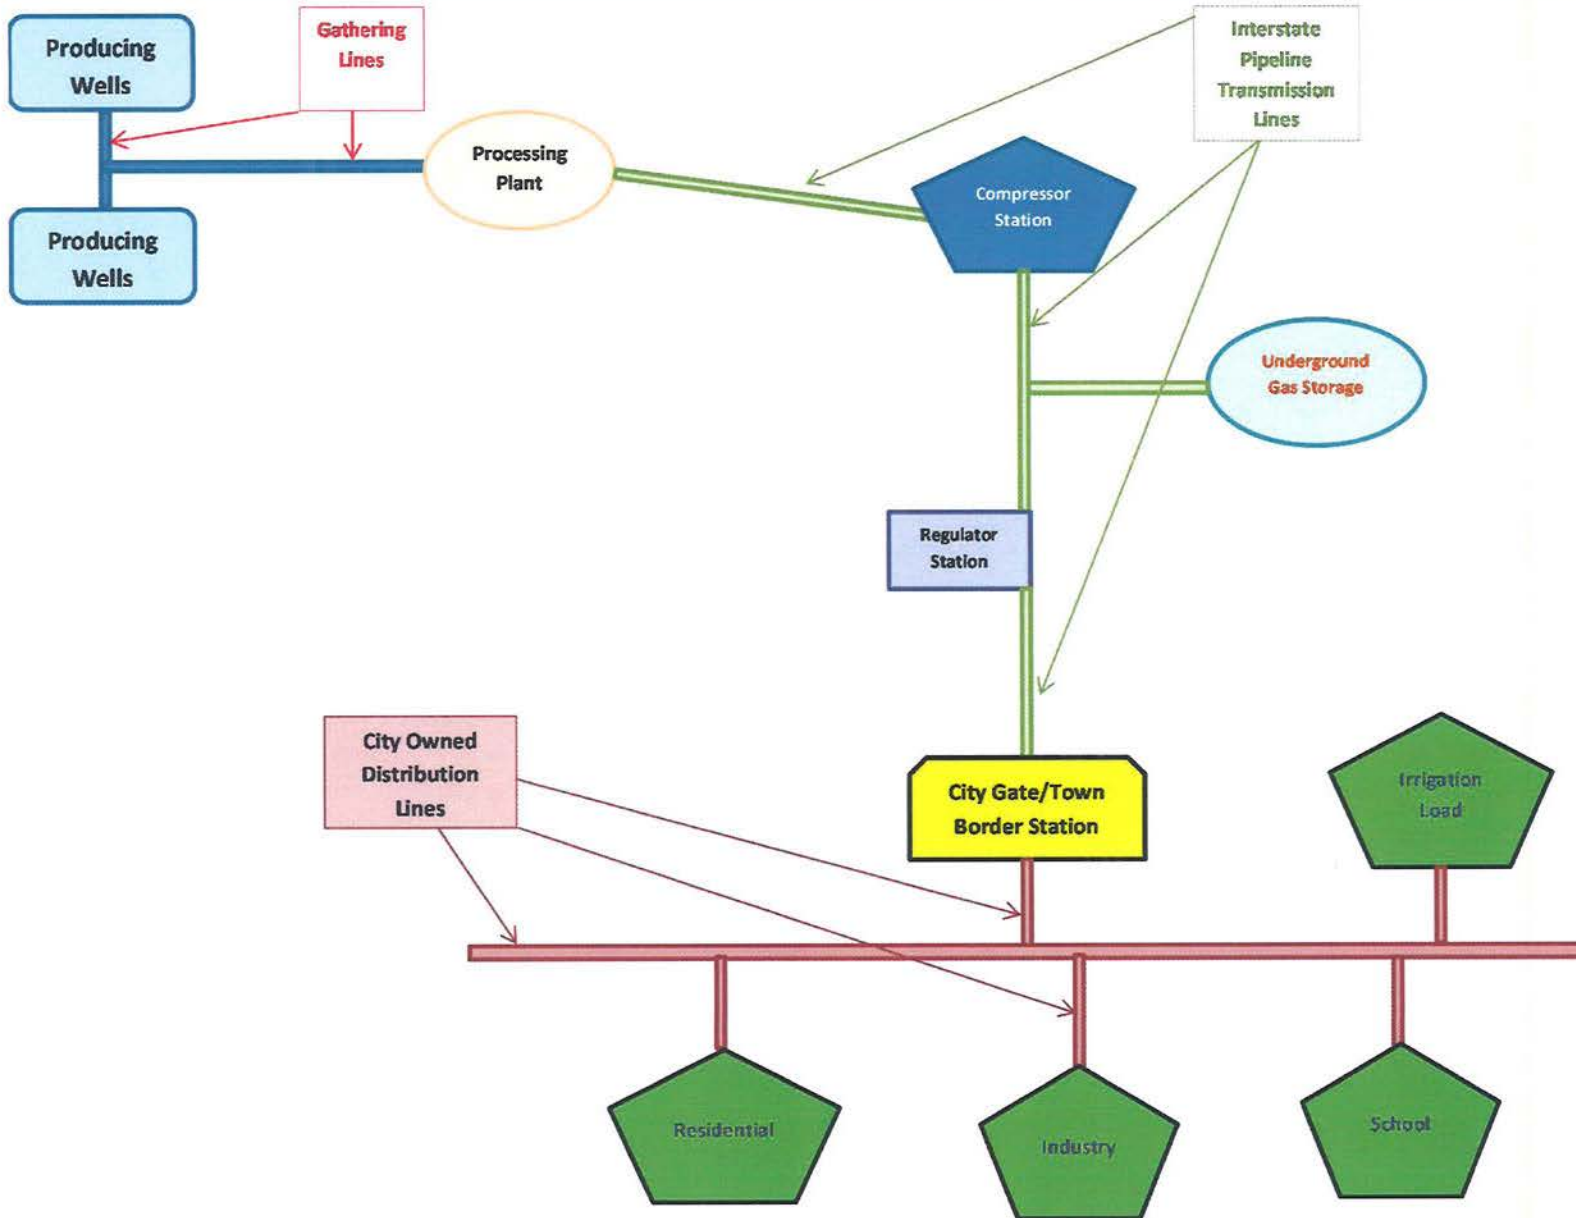 Producing
Wells
Gathering
Lines
Interstate
Pipeline
Transmission
Lines
Processing
Plant
Compressor
Station
Producing
Wells
Underground
Gas Storage
Regulator
Station
City Owned
Distribution
Lines
City Gate/Town
Border Station
Irrigation
Load
Residential
Industry
School